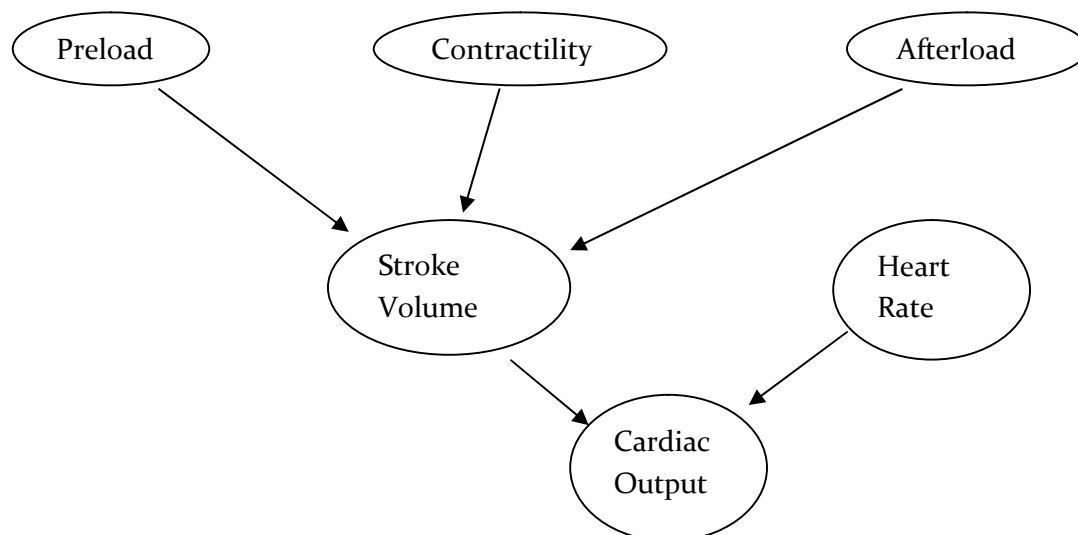 Preload
Contractility
Afterload
Stroke
Volume
Heart
Rate
Cardiac
Output